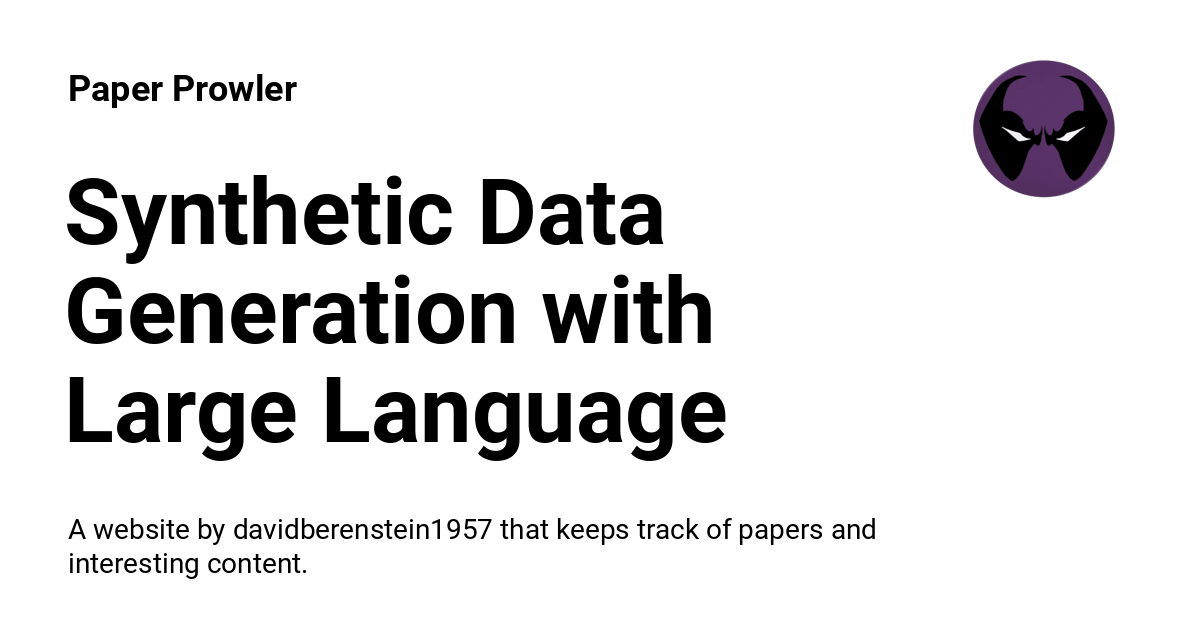 Paper Prowler
Synthetic Data
Generation with
Large Language
A website by davidberenstein1957 that keeps track of papers and
interesting content.